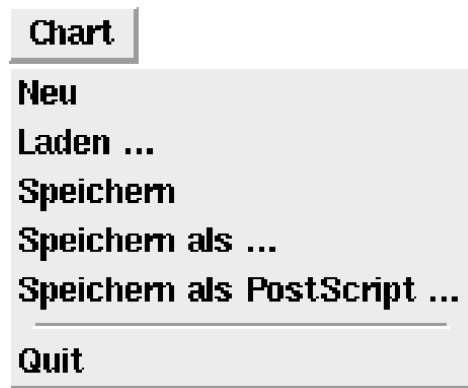 Chart
Neu
Laden ...
Speichern
Speichern als ...
Speichern als PostScript ...
Quit